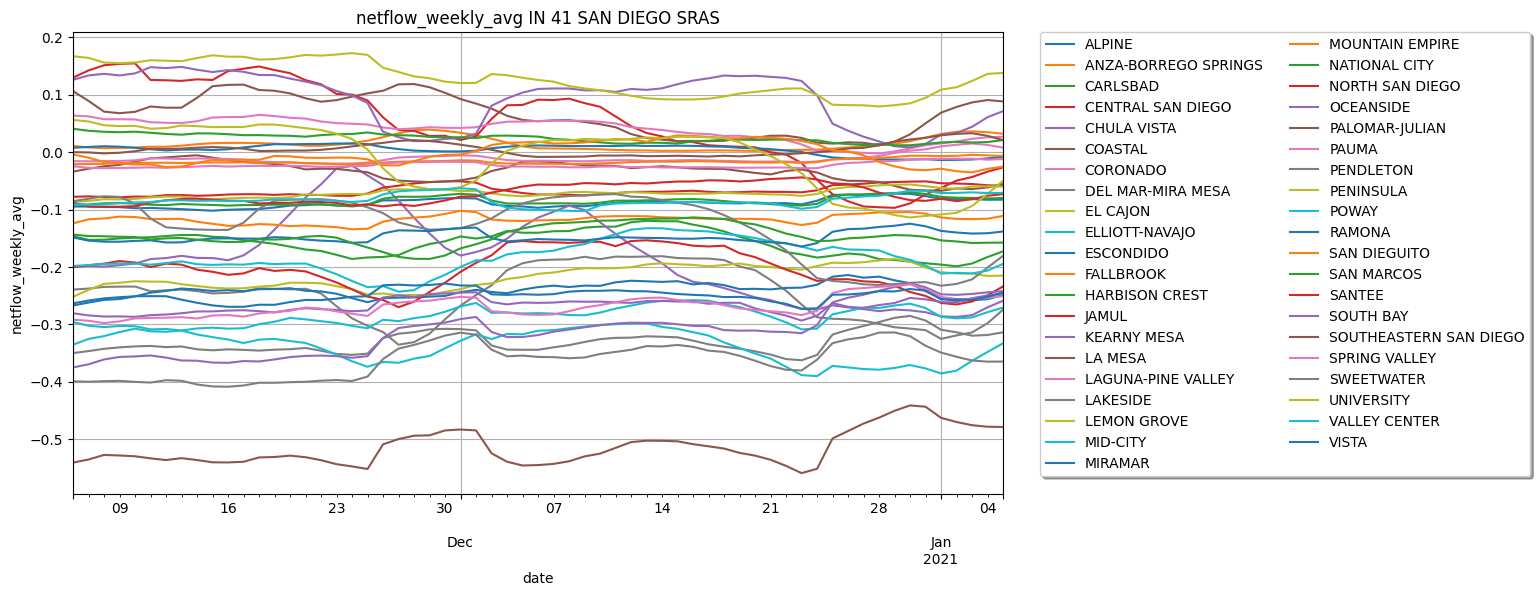 netflow_weekly_avg IN 41 SAN DIEGO SRAS
netflow_weekly_avg
0.2
0.1
0.0
−0.1
−0.2
−0.3
−0.4
−0.5
09
16
23
30
07
14
21
28
04
Dec
Jan
2021
date
ALPINE
ANZA-BORREGO SPRINGS
CARLSBAD
CENTRAL SAN DIEGO
CHULA VISTA
COASTAL
CORONADO
DEL MAR-MIRA MESA
EL CAJON
ELLIOTT-NAVAJO
ESCONDIDO
FALLBROOK
HARBISON CREST
JAMUL
KEARNY MESA
LA MESA
LAGUNA-PINE VALLEY
LAKESIDE
LEMON GROVE
MID-CITY
MIRAMAR
MOUNTAIN EMPIRE
NATIONAL CITY
NORTH SAN DIEGO
OCEANSIDE
PALOMAR-JULIAN
PAUMA
PENDLETON
PENINSULA
POWAY
RAMONA
SAN DIEGUITO
SAN MARCOS
SANTEE
SOUTH BAY
SOUTHEASTERN SAN DIEGO
SPRING VALLEY
SWEETWATER
UNIVERSITY
VALLEY CENTER
VISTA